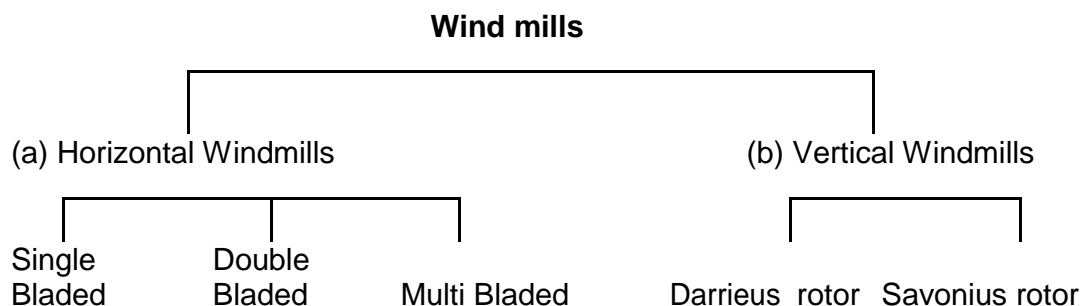 Wind mills
(a) Horizontal Windmills
(b) Vertical Windmills
Single
Bladed
Double
Bladed
Multi Bladed
Darrieus rotor
Savonius rotor